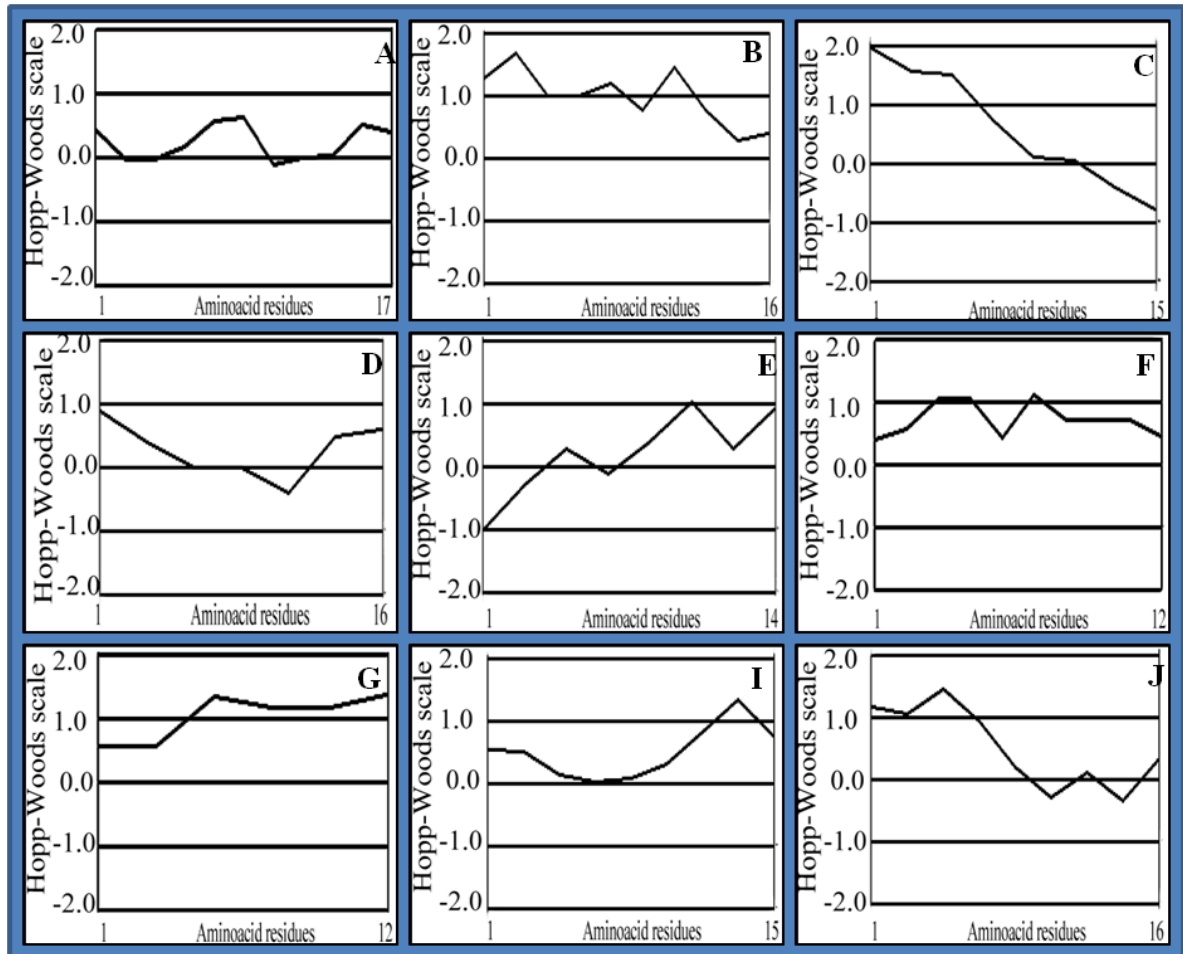 2.0
1.0
0.0
-1.0
-2.0
Hopp-Woods scale
A
1 Aminoacid residues 17
2.0
1.0
0.0
-1.0
-2.0
Hopp-Woods scale
B
1 Aminoacid residues 16
2.0
1.0
0.0
-1.0
-2.0
Hopp-Woods scale
C
1 Aminoacid residues 15
2.0
1.0
0.0
-1.0
-2.0
Hopp-Woods scale
D
1 Aminoacid residues 16
2.0
1.0
0.0
-1.0
-2.0
Hopp-Woods scale
E
1 Aminoacid residues 14
2.0
1.0
0.0
-1.0
-2.0
Hopp-Woods scale
F
1 Aminoacid residues 12
2.0
1.0
0.0
-1.0
-2.0
Hopp-Woods scale
G
1 Aminoacid residues 12
2.0
1.0
0.0
-1.0
-2.0
Hopp-Woods scale
I
1 Aminoacid residues 15
2.0
1.0
0.0
-1.0
-2.0
Hopp-Woods scale
J
1 Aminoacid residues 16